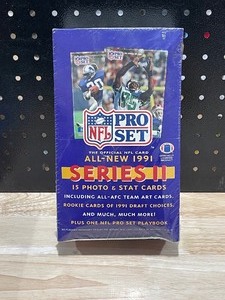 NFL
PRO
SET
THE OFFICIAL NFL CARD
ALL-NEW 1991
SERIES II
15 PHOTO & STAT CARDS
INCLUDING ALL-AFC TEAM ART CARDS,
ROOKIE CARDS OF 1991 DRAFT CHOICES,
AND MUCH, MUCH MORE!
PLUS ONE NFL PRO SET PLAYBOOK